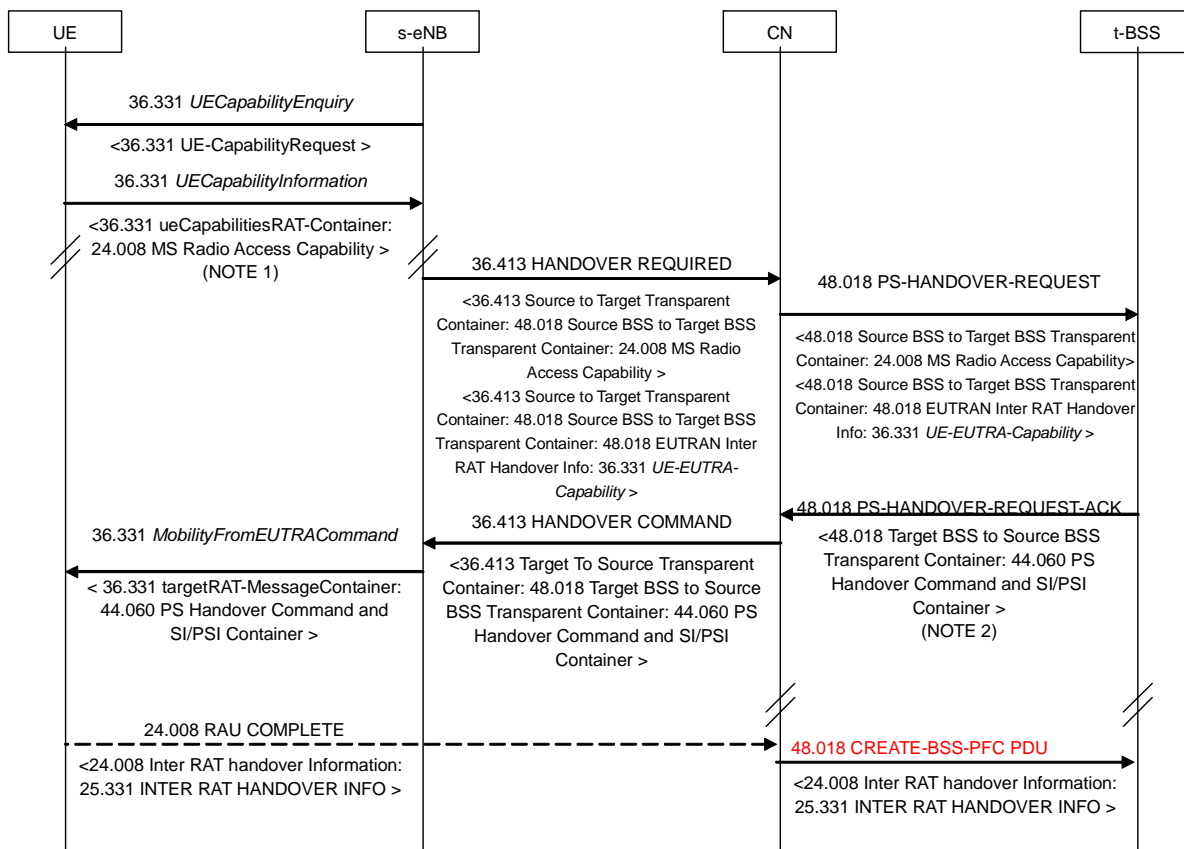 UE
s-eNB
CN
t-BSS
36.331 UECapabilityEnquiry
<36.331 UE-CapabilityRequest >
36.331 UECapabilityInformation
<36.331 ueCapabilitiesRAT-Container:
24.008 MS Radio Access Capability >
(NOTE 1)
36.413 HANDOVER REQUIRED
<36.413 Source to Target Transparent
Container: 48.018 Source BSS to Target BSS
Transparent Container: 24.008 MS Radio
Access Capability >
<36.413 Source to Target Transparent
Container: 48.018 Source BSS to Target BSS
Transparent Container: 48.018 EUTRAN Inter
RAT Handover Info: 36.331 UE-EUTRA-
Capability >
48.018 PS-HANDOVER-REQUEST
<48.018 Source BSS to Target BSS Transparent
Container: 24.008 MS Radio Access Capability>
<48.018 Source BSS to Target BSS Transparent
Container: 48.018 EUTRAN Inter RAT Handover
Info: 36.331 UE-EUTRA-Capability >
48.018 PS-HANDOVER-REQUEST-ACK
<48.018 Target BSS to Source BSS
Transparent Container: 44.060 PS
Handover Command and SI/PSI
Container >
(NOTE 2)
36.413 HANDOVER COMMAND
<36.413 Target To Source Transparent
Container: 48.018 Target BSS to Source
BSS Transparent Container: 44.060 PS
Handover Command and SI/PSI
Container >
36.331 MobilityFromEUTRACommand
< 36.331 targetRAT-MessageContainer:
44.060 PS Handover Command and
SI/PSI Container >
24.008 RAU COMPLETE
<24.008 Inter RAT handover Information:
25.331 INTER RAT HANDOVER INFO >
48.018 CREATE-BSS-PFC PDU
<24.008 Inter RAT handover Information:
25.331 INTER RAT HANDOVER INFO >